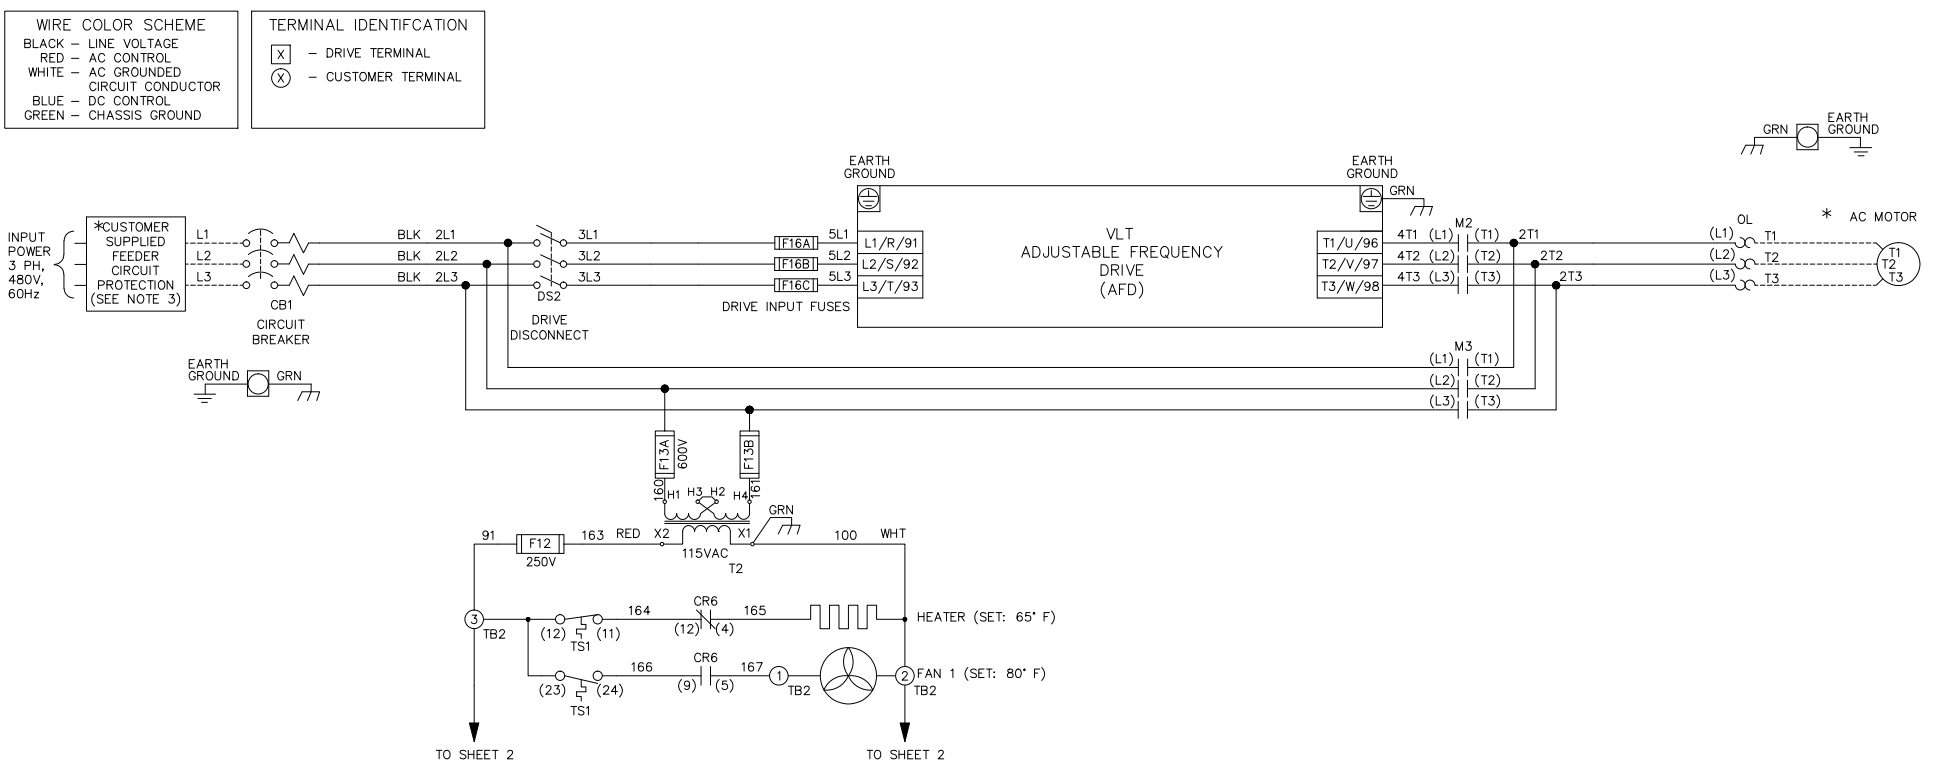 WIRE COLOR SCHEME
BLACK – LINE VOLTAGE
RED – AC CONTROL
WHITE – AC GROUNDED
CIRCUIT CONDUCTOR
BLUE – DC CONTROL
GREEN – CHASSIS GROUND
TERMINAL IDENTIFCATION
X – DRIVE TERMINAL
X – CUSTOMER TERMINAL
GRN
EARTH
GROUND
INPUT
POWER
3 PH,
480V,
60Hz
*CUSTOMER
SUPPLIED
FEEDER
CIRCUIT
PROTECTION
(SEE NOTE 3)
L1
L2
L3
CB1
CIRCUIT
BREAKER
BLK 2L1
BLK 2L2
BLK 2L3
DS2
DRIVE
DISCONNECT
3L1
3L2
3L3
F16A
F16B
F16C
DRIVE INPUT FUSES
5L1
5L2
5L3
EARTH
GROUND
L1/R/91
L2/S/92
L3/T/93
VLT
ADJUSTABLE FREQUENCY
DRIVE
(AFD)
EARTH
GROUND
GRN
T1/U/96
T2/V/97
T3/W/98
M2
4T1 (L1) (T1) 2T1
4T2 (L2) (T2) 2T2
4T3 (L3) (T3) 2T3
OL
(L1) T1
(L2) T2
(L3) T3
* AC MOTOR
T1
T2
T3
M3
(L1) (T1)
(L2) (T2)
(L3) (T3)
EARTH
GROUND
GRN
F13A
600V
F13B
160
161
H1 H3 H2 H4
GRN
91
F12
250V
163 RED X2
115VAC
X1
T2
100 WHT
3
TB2
(12) (11)
TS1
164
CR6
(12) (4)
165
HEATER (SET: 65° F)
(23) (24)
TS1
166
CR6
(9) (5)
167
1
TB2
2
TB2
FAN 1 (SET: 80° F)
TO SHEET 2
TO SHEET 2